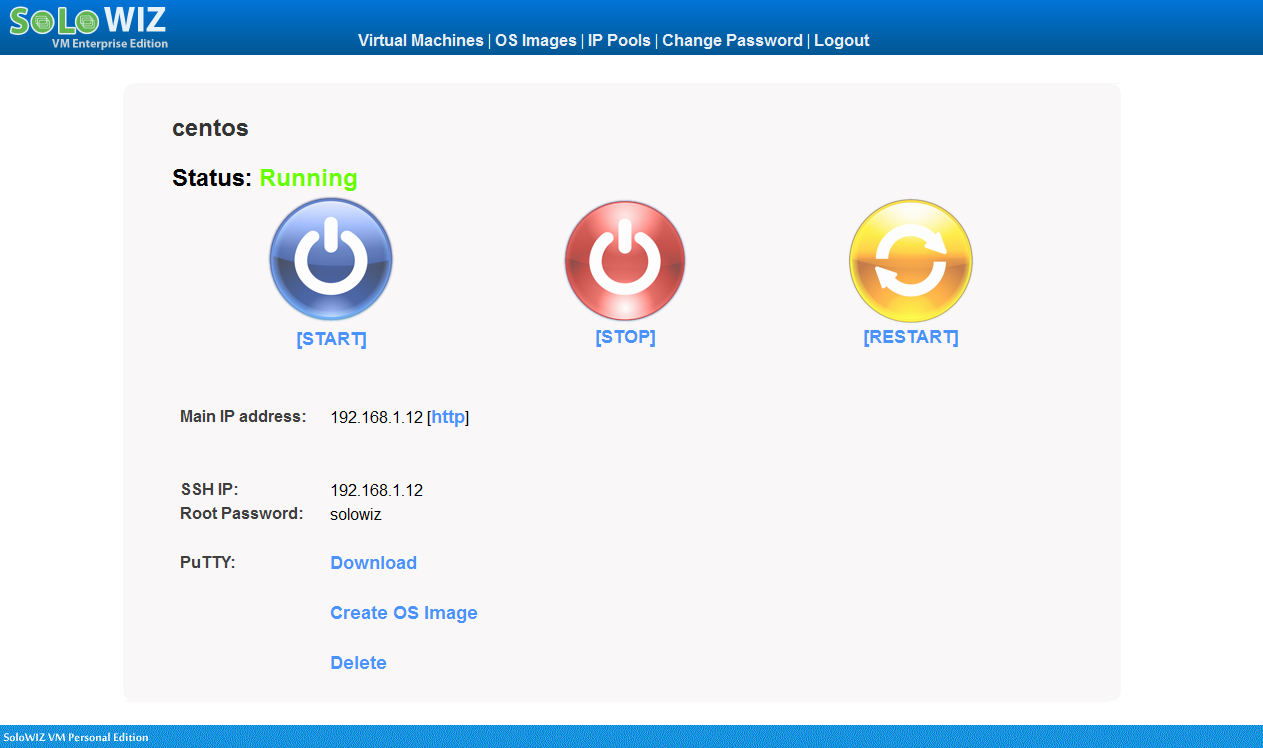 SoLo WIZ
VM Enterprise Edition
Virtual Machines | OS Images | IP Pools | Change Password | Logout
centos
Status: Running
[START] [STOP] [RESTART]
Main IP address: 192.168.1.12 [http]
SSH IP: 192.168.1.12
Root Password: solowiz
PuTTY: Download
Create OS Image
Delete
SoloWIZ VM Personal Edition